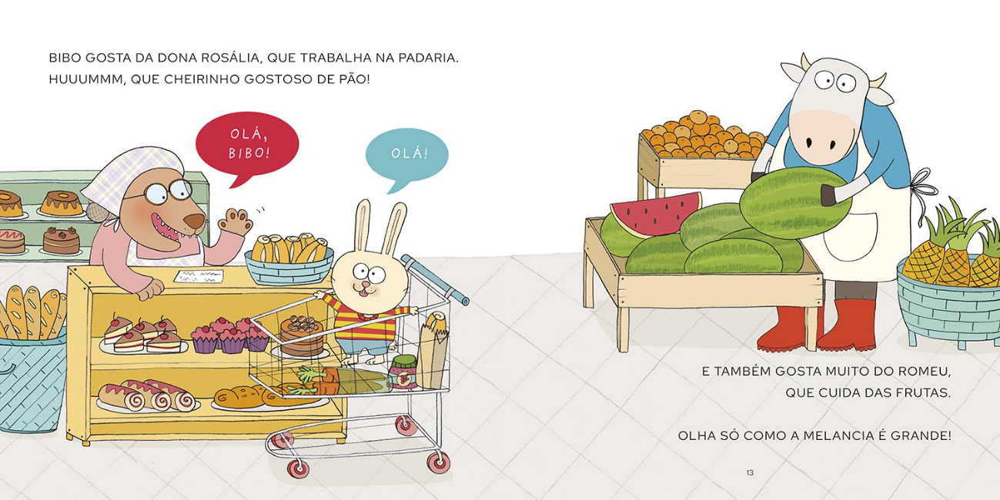 BIBO GOSTA DA DONA ROSÁLIA, QUE TRABALHA NA PADARIA.
HUUUMMM, QUE CHEIRINHO GOSTOSO DE PÃO!
OLÁ,
BIBO!
OLÁ!
E TAMBÉM GOSTA MUITO DO ROMEU,
QUE CUIDA DAS FRUTAS.
OLHA SÓ COMO A MELANCIA É GRANDE!
13